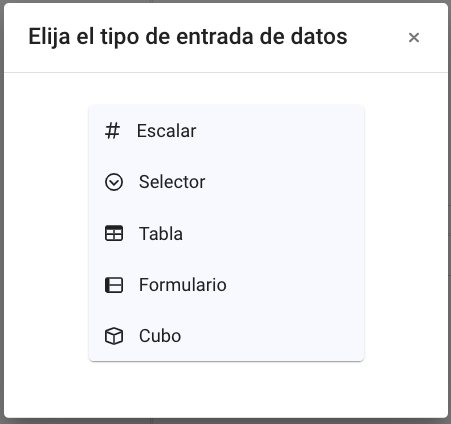 Elija el tipo de entrada de datos
Escalar
Selector
Tabla
Formulario
Cubo